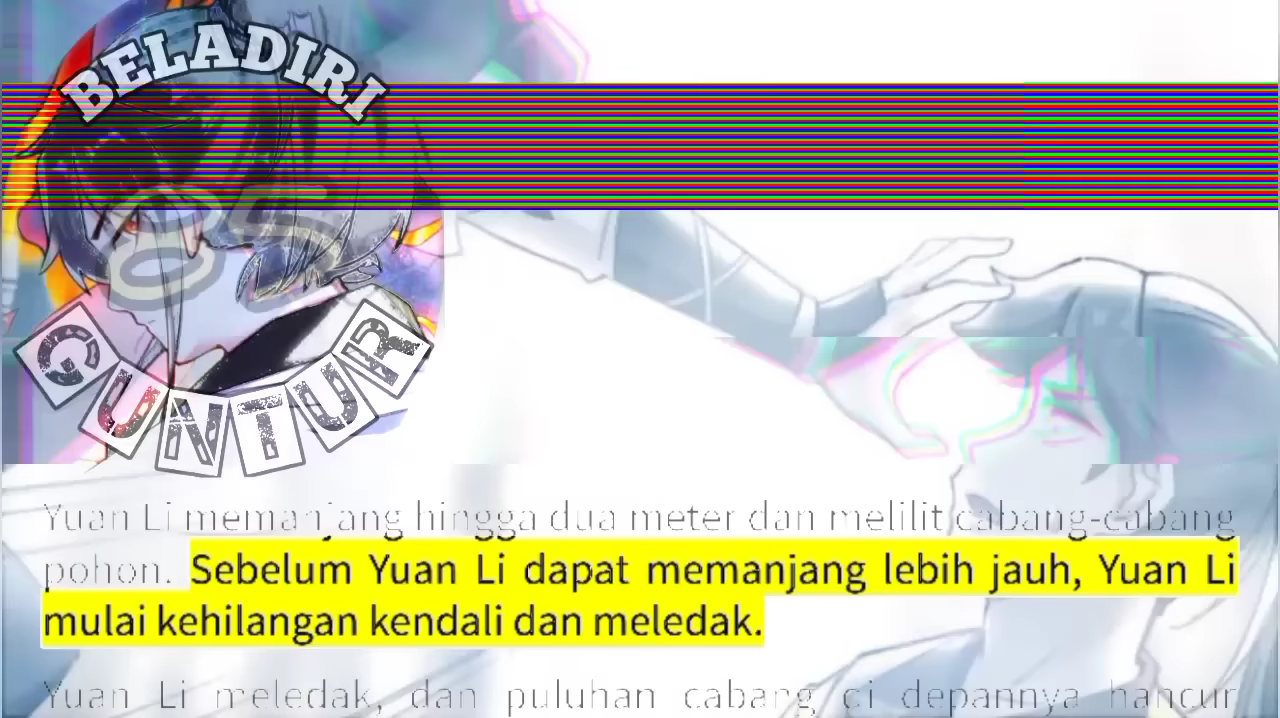 BELADIRI
05
GUNTUR
Yuan Li memanjang hingga dua meter dan melilit cabang-cabang
pohon. Sebelum Yuan Li dapat memanjang lebih jauh, Yuan Li
mulai kehilangan kendali dan meledak.
Yuan Li meledak, dan puluhan cabang di depannya hancur